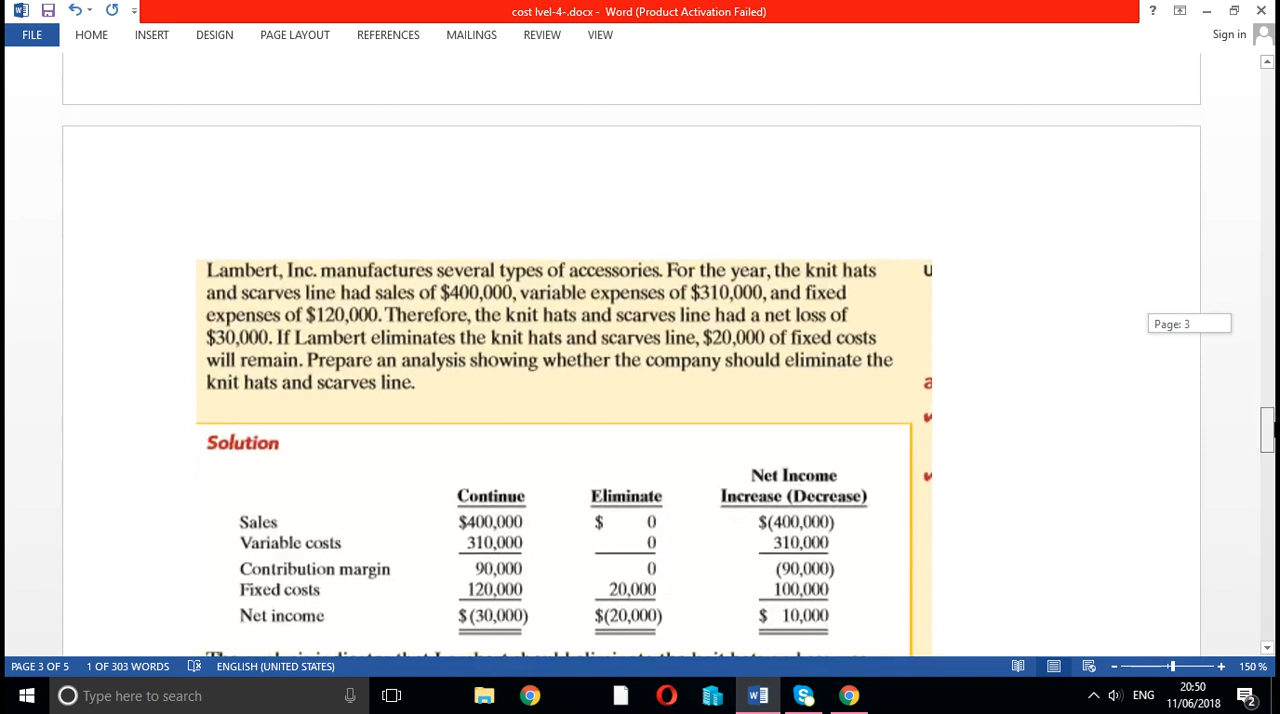 cost lvel-4-.docx - Word (Product Activation Failed)
?
FILE HOME INSERT DESIGN PAGE LAYOUT REFERENCES MAILINGS REVIEW VIEW Sign in
Lambert, Inc. manufactures several types of accessories. For the year, the knit hats
and scarves line had sales of $400,000, variable expenses of $310,000, and fixed
expenses of $120,000. Therefore, the knit hats and scarves line had a net loss of
$30,000. If Lambert eliminates the knit hats and scarves line, $20,000 of fixed costs
will remain. Prepare an analysis showing whether the company should eliminate the
knit hats and scarves line.
Page: 3
Solution
Net Income
Continue Eliminate Increase (Decrease)
Sales $400,000 $ 0 $(400,000)
Variable costs 310,000 0 310,000
Contribution margin 90,000 0 (90,000)
Fixed costs 120,000 20,000 100,000
Net income $(30,000) $(20,000) $ 10,000
PAGE 3 OF 5 1 OF 303 WORDS ENGLISH (UNITED STATES) 150 %
Type here to search ENG 20:50
11/06/2018 2